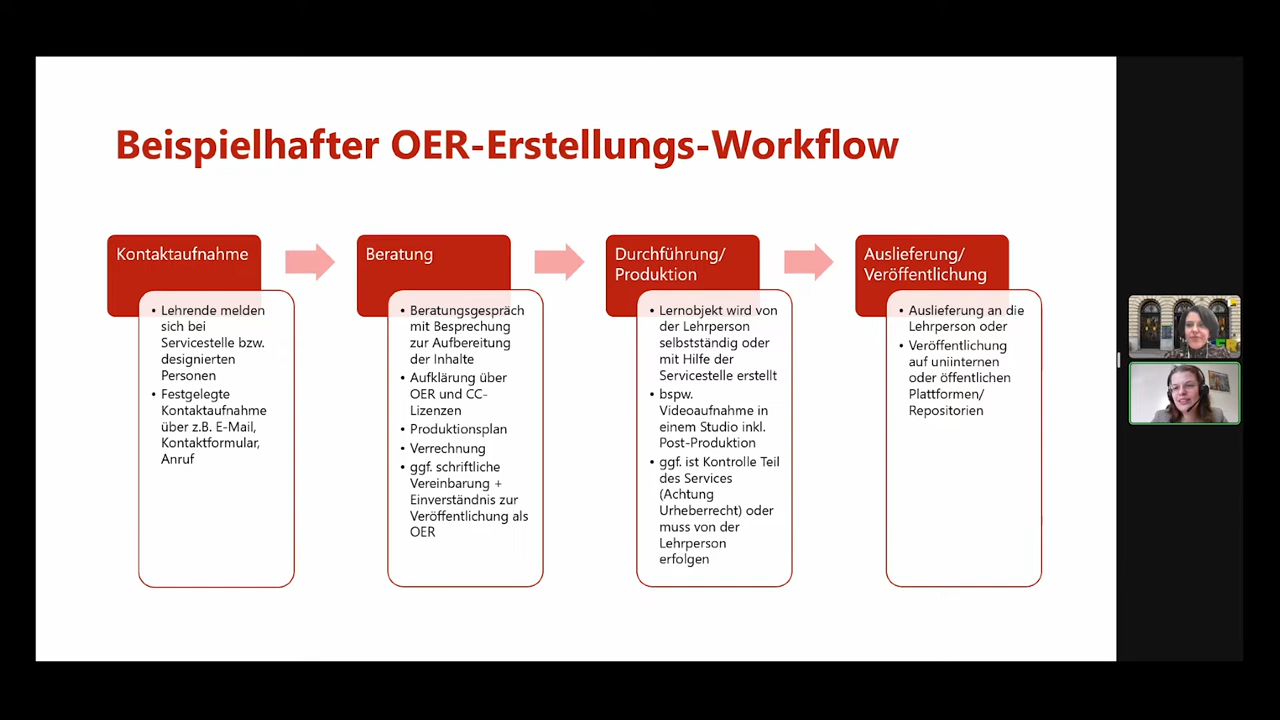 Beispielhafter OER-Erstellungs-Workflow
Kontaktaufnahme
• Lehrende melden
sich bei
Servicestelle bzw.
designierten
Personen
• Festgelegte
Kontaktaufnahme
über z.B. E-Mail,
Kontaktformular,
Anruf
Beratung
• Beratungsgespräch
mit Besprechung
zur Aufbereitung
der Inhalte
• Aufklärung über
OER und CC-
Lizenzen
• Produktionsplan
• Verrechnung
• ggf. schriftliche
Vereinbarung +
Einverständnis zur
Veröffentlichung als
OER
Durchführung/
Produktion
• Lernobjekt wird von
der Lehrperson
selbstständig oder
mit Hilfe der
Servicestelle erstellt
• bspw.
Videoaufnahme in
einem Studio inkl.
Post-Produktion
• ggf. ist Kontrolle Teil
des Services
(Achtung
Urheberrecht) oder
muss von der
Lehrperson
erfolgen
Auslieferung/
Veröffentlichung
• Auslieferung an die
Lehrperson oder
• Veröffentlichung
auf uniinternen
oder öffentlichen
Plattformen/
Repositorien